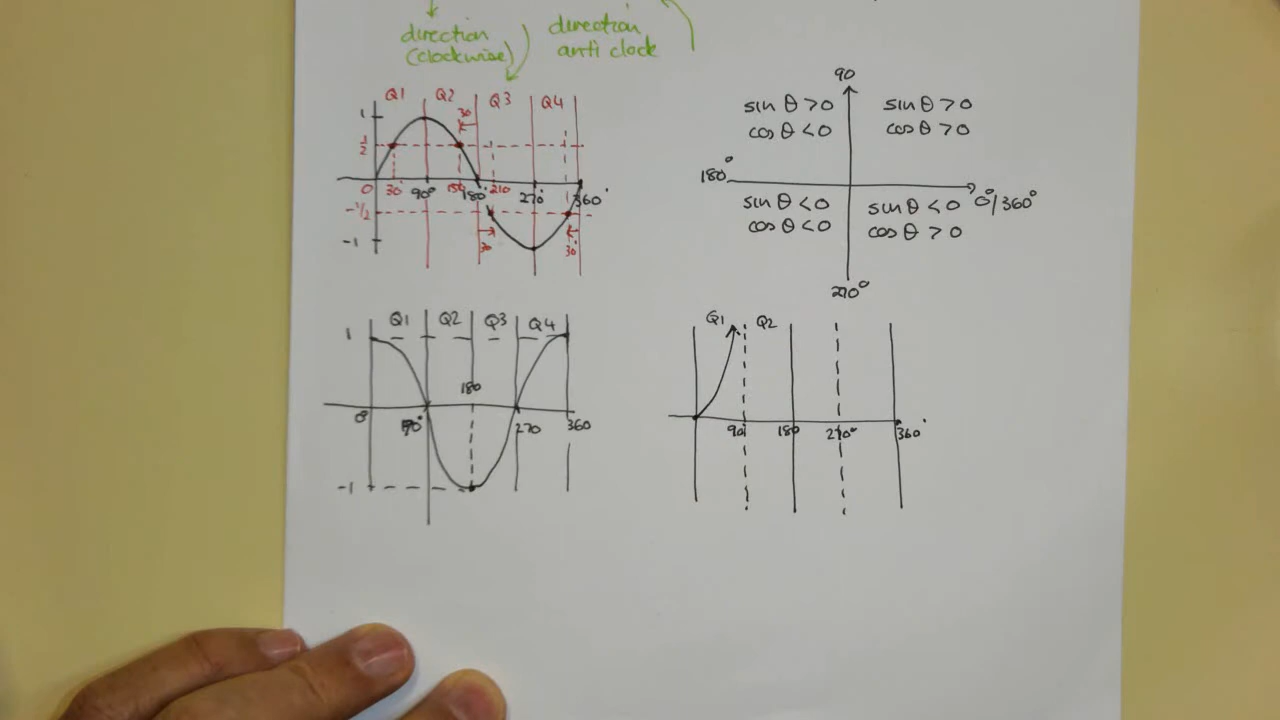 direction
(clockwise)
direction
anti clock
Q1 Q2 Q3 Q4
30
1
1/2
0 30° 90° 150 180° 210 270° 360°
-1/2
-1
30 30
90
sin θ > 0 sin θ > 0
cos θ < 0 cos θ > 0
180° 0°/360°
sin θ < 0 sin θ < 0
cos θ < 0 cos θ > 0
270°
Q1 Q2 Q3 Q4
1
180
0° 90° 270 360
-1
Q1 Q2
90° 180 270° 360°